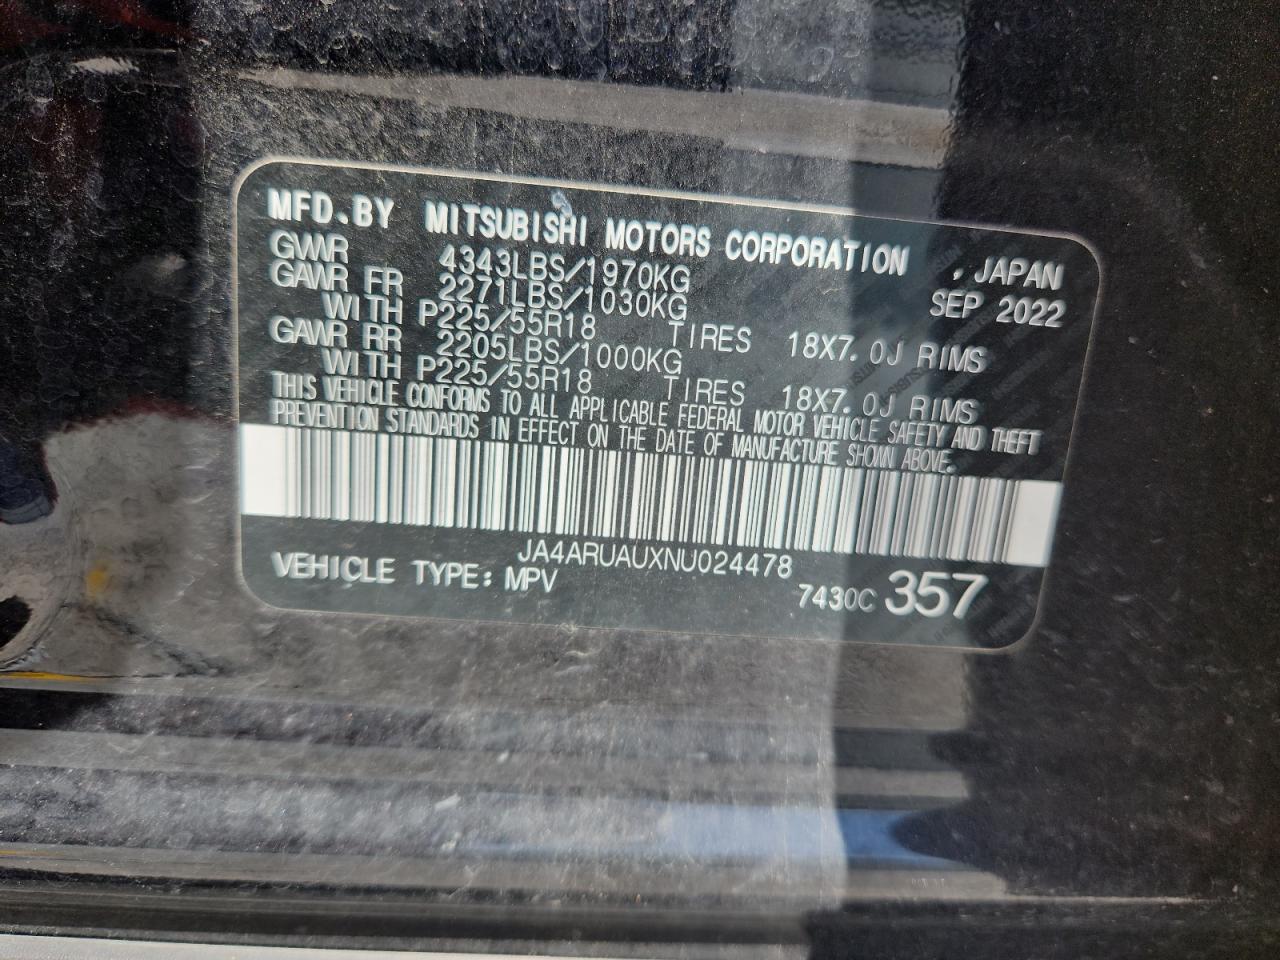 MFD.BY MITSUBISHI MOTORS CORPORATION , JAPAN
GVWR 4343LBS/1970KG SEP 2022
GAWR FR 2271LBS/1030KG
WITH P225/55R18 TIRES 18X7.0J RIMS
GAWR RR 2205LBS/1000KG
WITH P225/55R18 TIRES 18X7.0J RIMS
THIS VEHICLE CONFORMS TO ALL APPLICABLE FEDERAL MOTOR VEHICLE SAFETY AND THEFT
PREVENTION STANDARDS IN EFFECT ON THE DATE OF MANUFACTURE SHOWN ABOVE.
JA4ARUAUXNU024478
VEHICLE TYPE: MPV 7430C 357